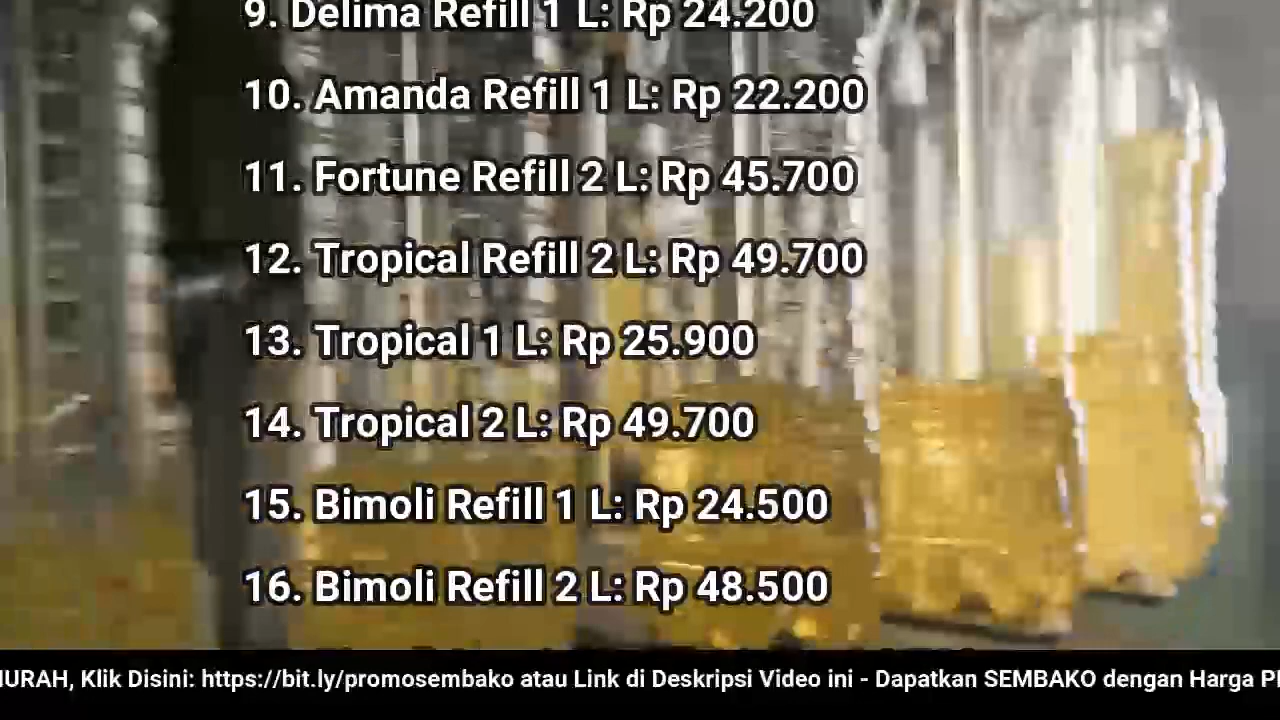 9. Delima Refill 1 L: Rp 24.200
10. Amanda Refill 1 L: Rp 22.200
11. Fortune Refill 2 L: Rp 45.700
12. Tropical Refill 2 L: Rp 49.700
13. Tropical 1 L: Rp 25.900
14. Tropical 2 L: Rp 49.700
15. Bimoli Refill 1 L: Rp 24.500
16. Bimoli Refill 2 L: Rp 48.500
Klik Disini: https://bit.ly/promosembako atau Link di Deskripsi Video ini - Dapatkan SEMBAKO dengan Harga